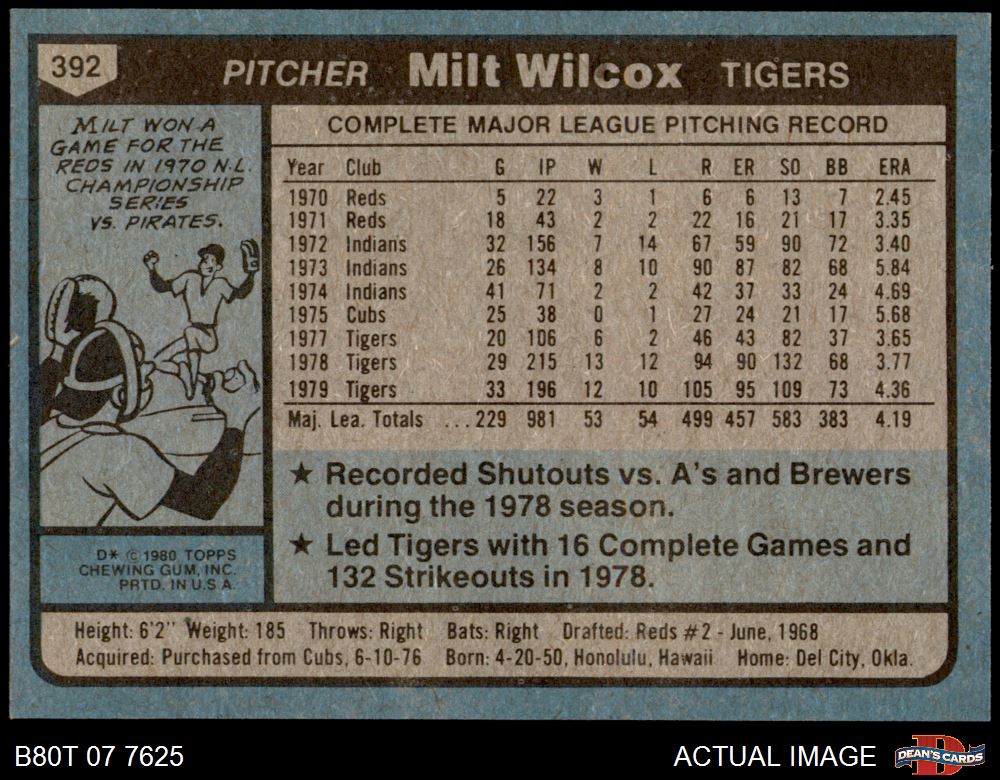 392
PITCHER Milt Wilcox TIGERS
MILT WON A
GAME FOR THE
REDS IN 1970 N.L.
CHAMPIONSHIP
SERIES
VS. PIRATES.
D* © 1980 TOPPS
CHEWING GUM, INC.
PRTD. IN U.S.A.
COMPLETE MAJOR LEAGUE PITCHING RECORD
Year Club G IP W L R ER SO BB ERA
1970 Reds 5 22 3 1 6 6 13 7 2.45
1971 Reds 18 43 2 2 22 16 21 17 3.35
1972 Indians 32 156 7 14 67 59 90 72 3.40
1973 Indians 26 134 8 10 90 87 82 68 5.84
1974 Indians 41 71 2 2 42 37 33 24 4.69
1975 Cubs 25 38 0 1 27 24 21 17 5.68
1977 Tigers 20 106 6 2 46 43 82 37 3.65
1978 Tigers 29 215 13 12 94 90 132 68 3.77
1979 Tigers 33 196 12 10 105 95 109 73 4.36
Maj. Lea. Totals ...229 981 53 54 499 457 583 383 4.19
★ Recorded Shutouts vs. A's and Brewers
during the 1978 season.
★ Led Tigers with 16 Complete Games and
132 Strikeouts in 1978.
Height: 6'2" Weight: 185 Throws: Right Bats: Right Drafted: Reds #2 - June, 1968
Acquired: Purchased from Cubs, 6-10-76 Born: 4-20-50, Honolulu, Hawaii Home: Del City, Okla.
B80T 07 7625
ACTUAL IMAGE
D
DEAN'S CARDS